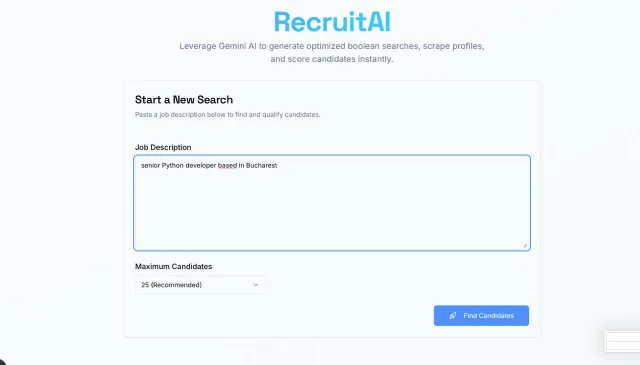 RecruitAI
Leverage Gemini AI to generate optimized boolean searches, scrape profiles,
and score candidates instantly.
Start a New Search
Paste a job description below to find and qualify candidates.
Job Description
senior Python developer based in Bucharest
Maximum Candidates
25 (Recommended)
Find Candidates